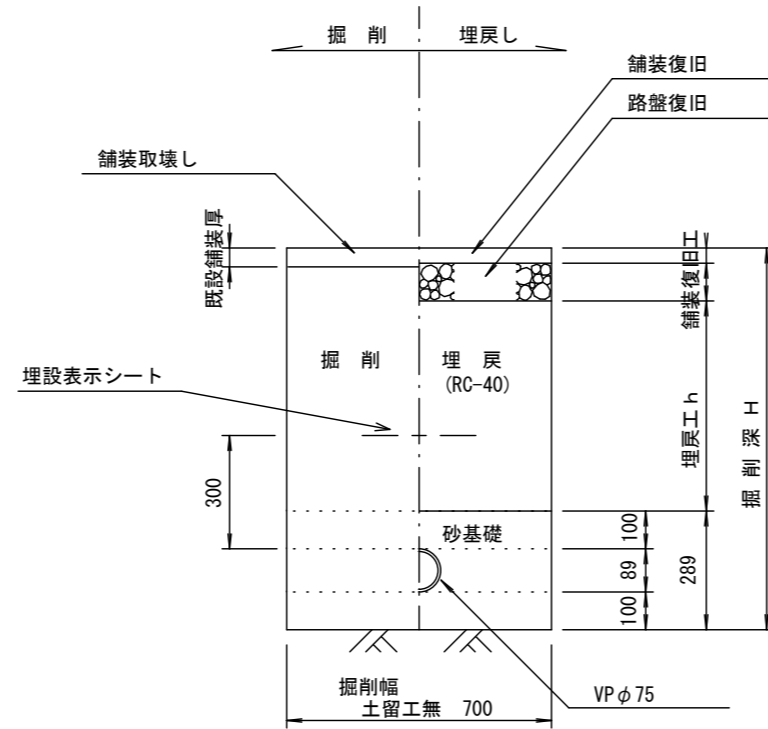 掘 削
埋戻し
舗装復旧
路盤復旧
舗装取壊し
既設舗装厚
舗装復旧工
掘 削
埋 戻
(RC-40)
埋設表示シート
埋戻工 h
掘削深 H
300
砂基礎
100
89
100
289
掘削幅
土留工無 700
VPφ75